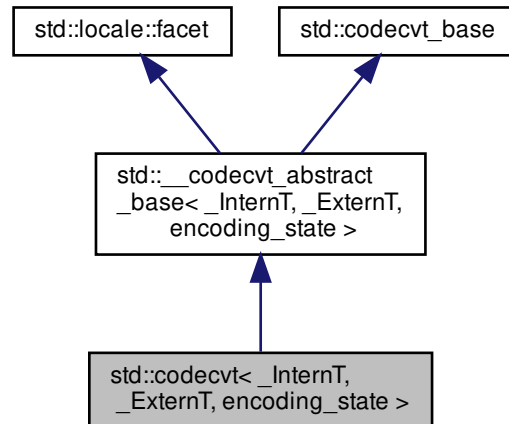 std::locale::facet
std::codecvt_base
std::__codecvt_abstract
_base< _InternT, _ExternT,
encoding_state >
std::codecvt< _InternT,
_ExternT, encoding_state >